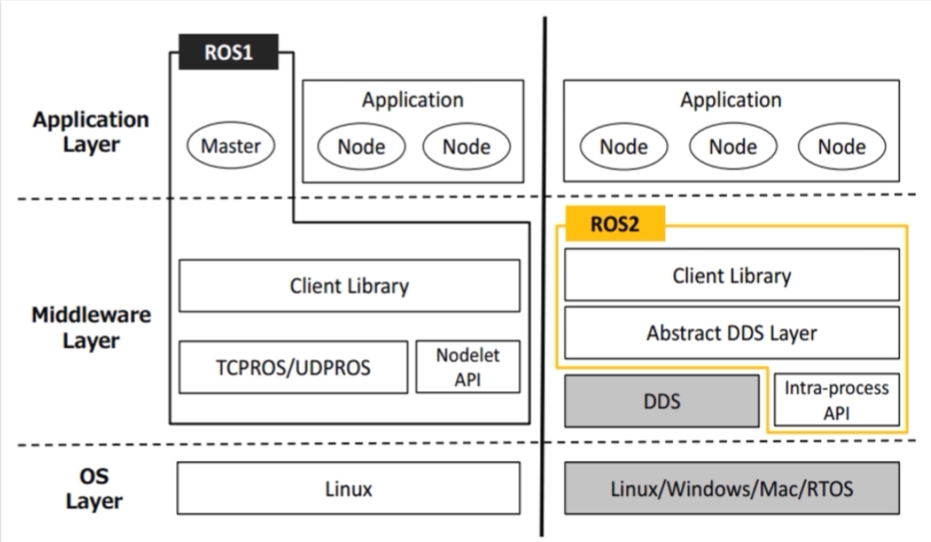 ROS1
Application
Layer
Master
Application
Node
Node
Application
Node
Node
Node
Middleware
Layer
Client Library
TCPROS/UDPROS
Nodelet
API
ROS2
Client Library
Abstract DDS Layer
DDS
Intra-process
API
OS
Layer
Linux
Linux/Windows/Mac/RTOS